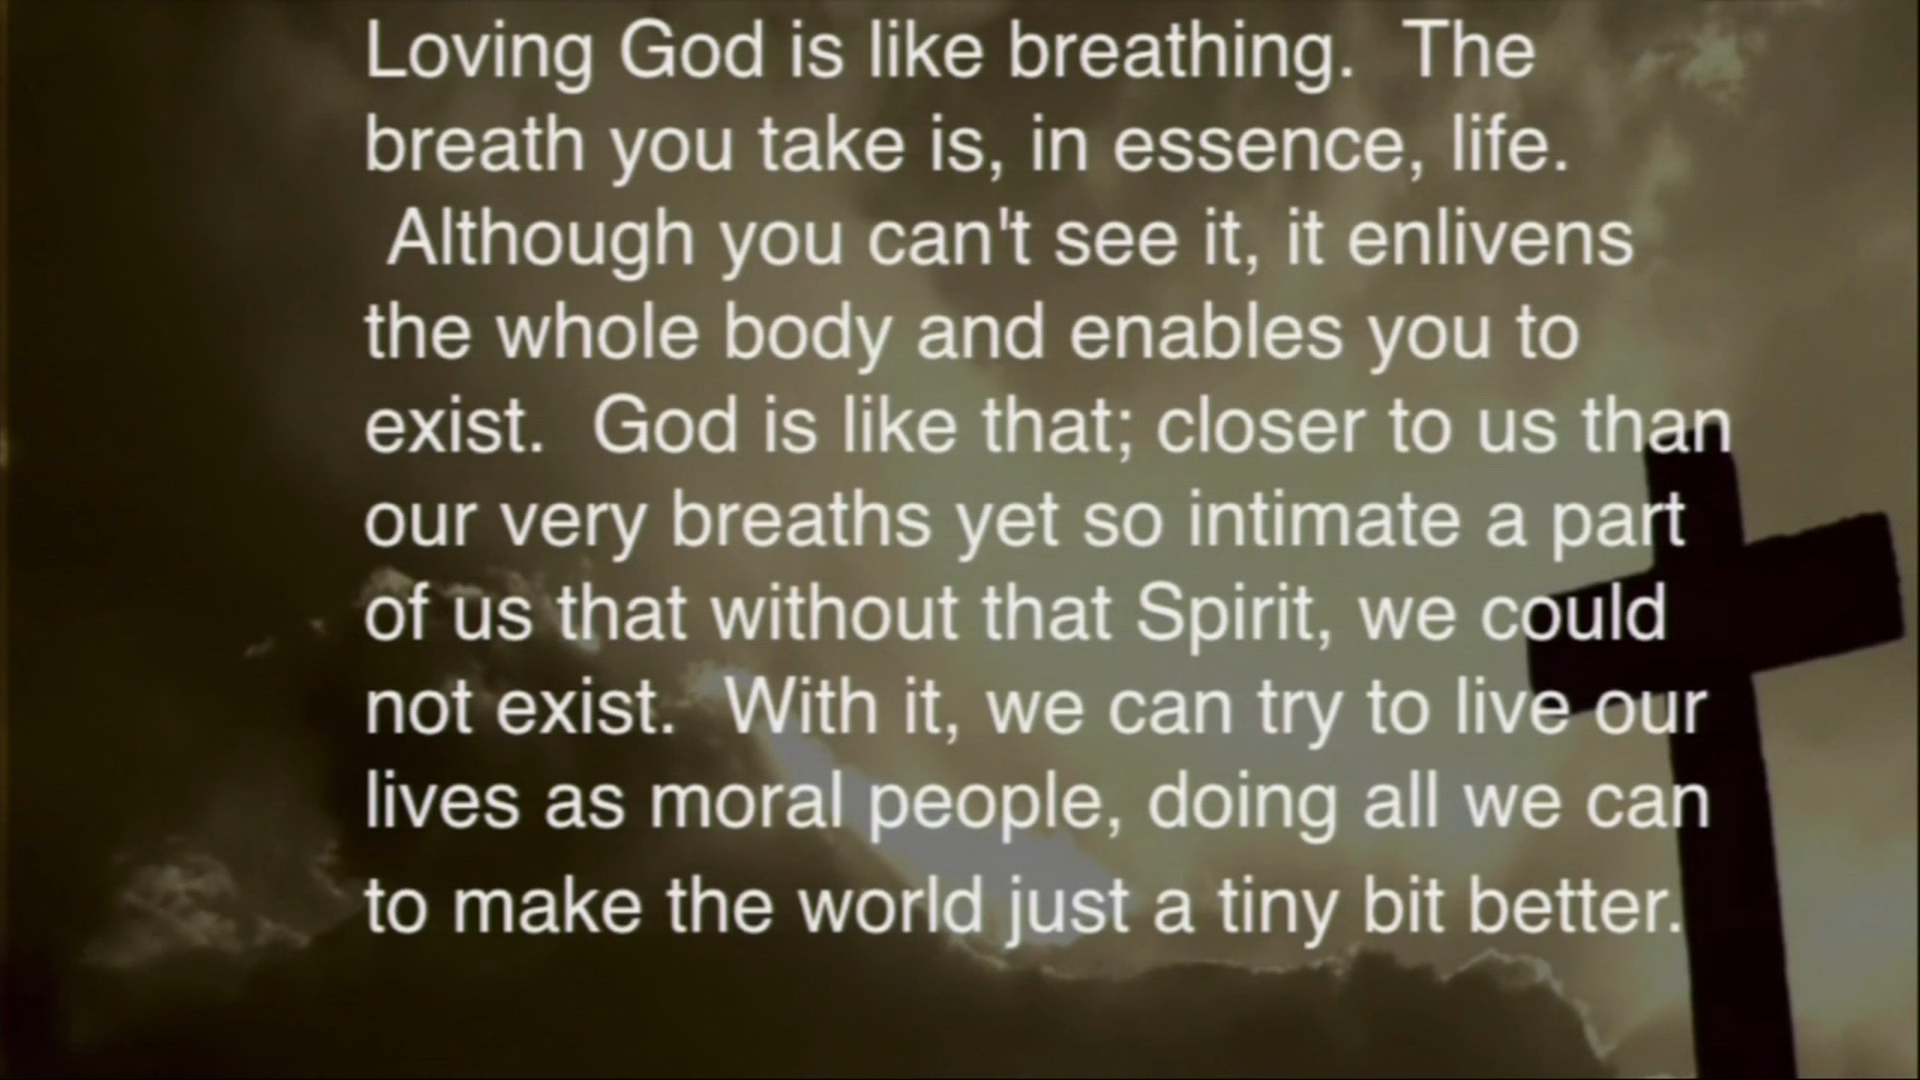 Loving God is like breathing.  The
breath you take is, in essence, life.
Although you can't see it, it enlivens
the whole body and enables you to
exist.  God is like that; closer to us than
our very breaths yet so intimate a part
of us that without that Spirit, we could
not exist.  With it, we can try to live our
lives as moral people, doing all we can
to make the world just a tiny bit better.